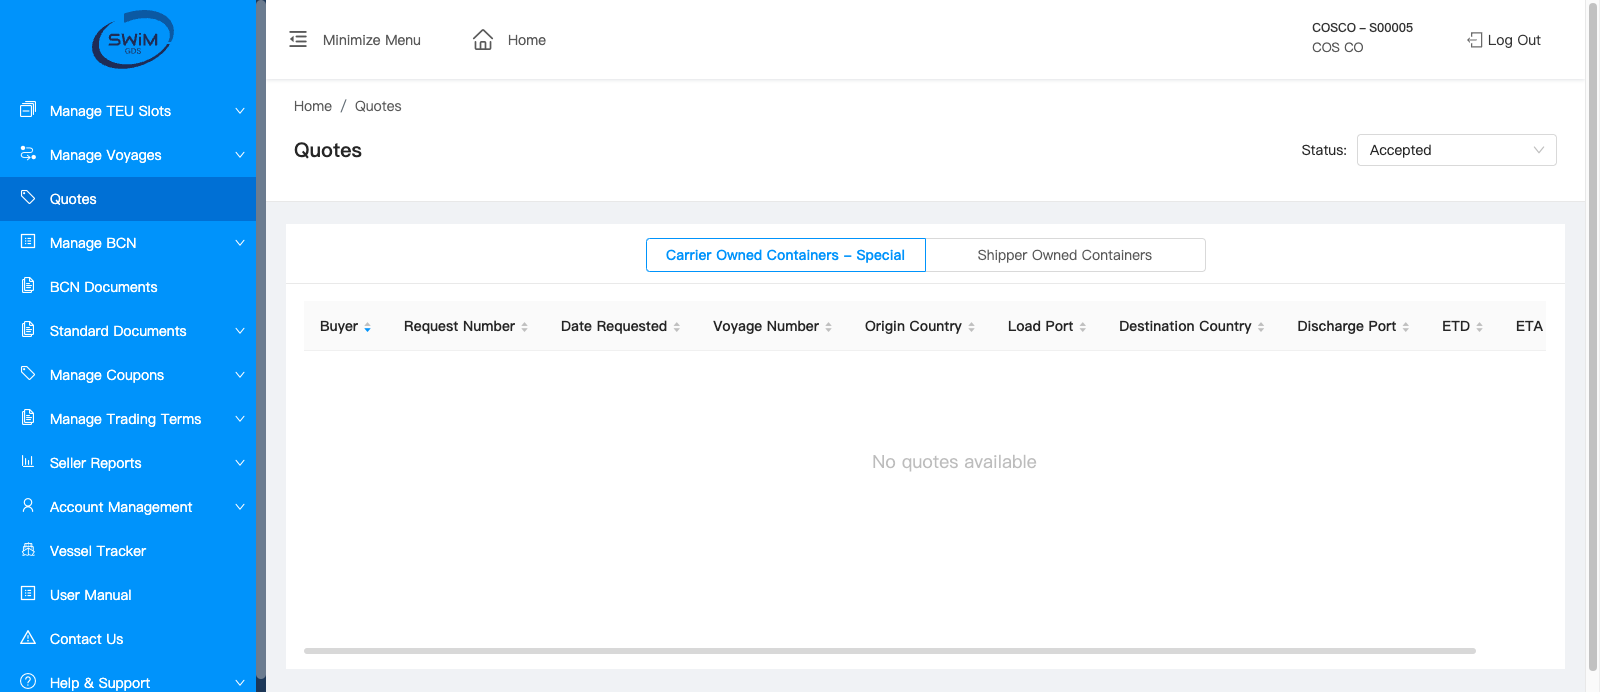 SWiM
GDS
Minimize Menu
Home
COSCO – S00005
COS CO
Log Out
Manage TEU Slots
Manage Voyages
Quotes
Manage BCN
BCN Documents
Standard Documents
Manage Coupons
Manage Trading Terms
Seller Reports
Account Management
Vessel Tracker
User Manual
Contact Us
Help & Support
Home / Quotes
Quotes
Status: Accepted
Carrier Owned Containers – Special
Shipper Owned Containers
Buyer Request Number Date Requested Voyage Number Origin Country Load Port Destination Country Discharge Port ETD ETA
No quotes available